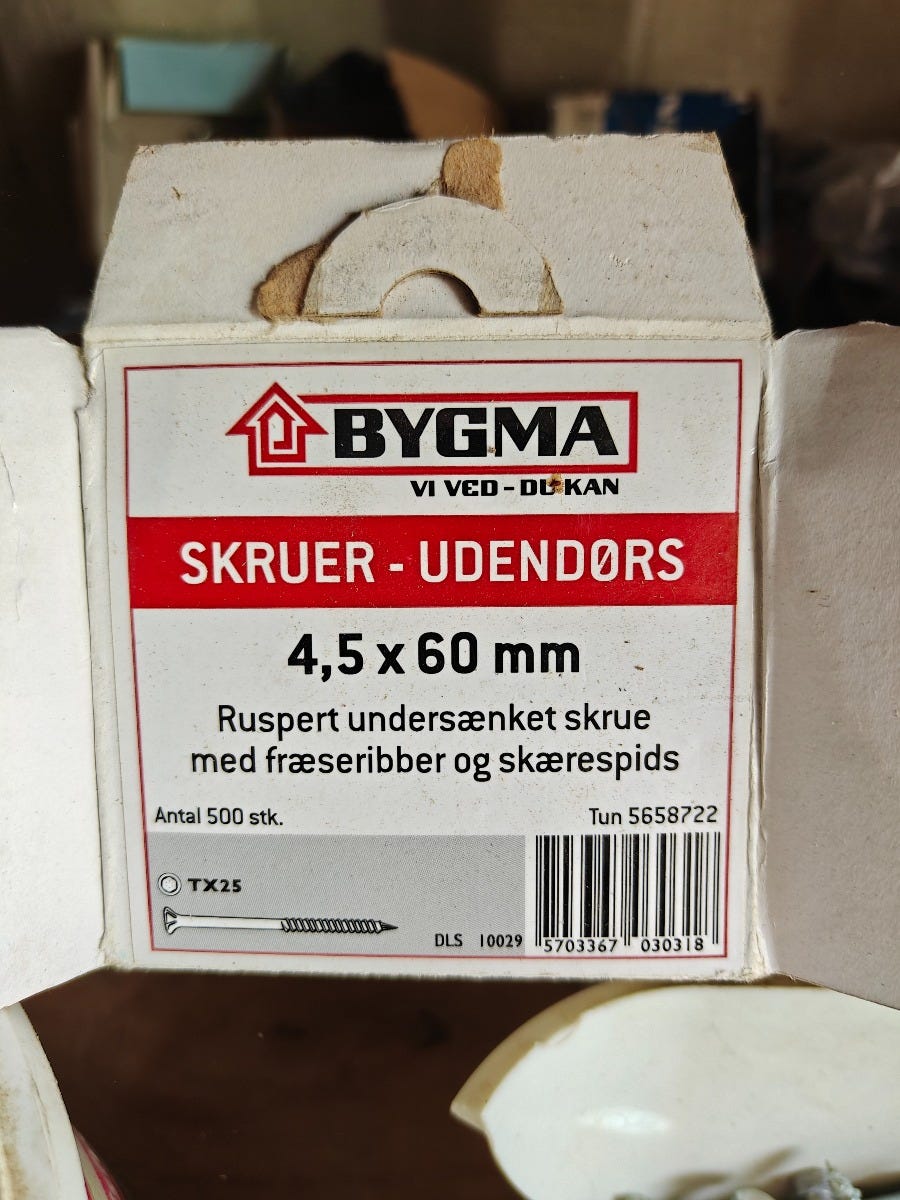 BYGMA
VI VED - DU KAN
SKRUER - UDENDØRS
4,5 x 60 mm
Ruspert undersænket skrue
med fræseribber og skærespids
Antal 500 stk. Tun 5658722
TX25
DLS 10029 5703367 030318